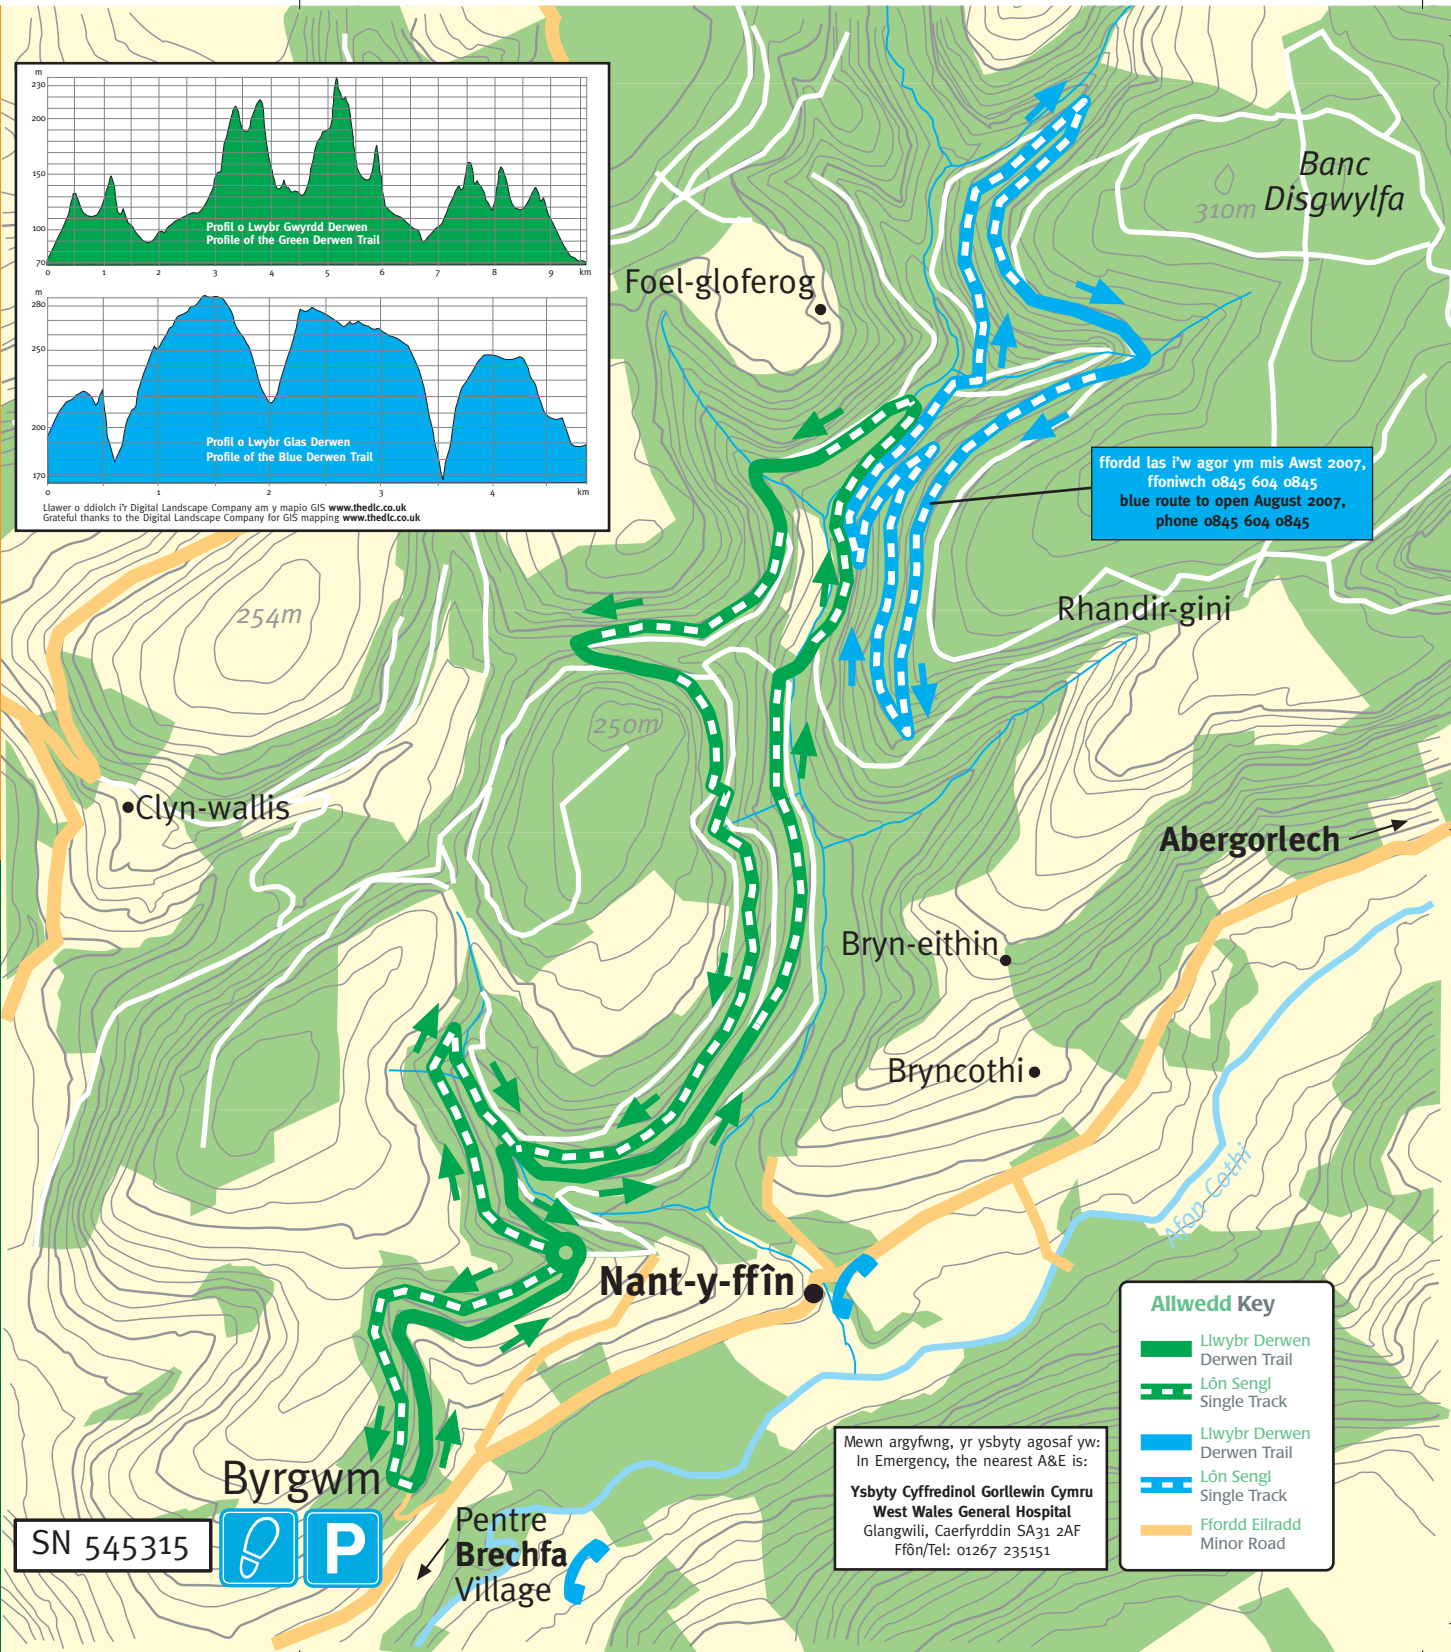 m
230
200
150
100
70
Profil o Lwybr Gwyrdd Derwen
Profile of the Green Derwen Trail
0 1 2 3 4 5 6 7 8 9 km
m
280
250
200
170
Profil o Lwybr Glas Derwen
Profile of the Blue Derwen Trail
0 1 2 3 4 km
Llawer o ddiolch i'r Digital Landscape Company am y mapio GIS www.thedlc.co.uk
Grateful thanks to the Digital Landscape Company for GIS mapping www.thedlc.co.uk
Banc
Disgwylfa
310m
Foel-gloferog
ffordd las i'w agor ym mis Awst 2007,
ffoniwch 0845 604 0845
blue route to open August 2007,
phone 0845 604 0845
254m
Rhandir-gini
250m
Clyn-wallis
Abergorlech
Bryn-eithin
Bryncothi
Afon Cothi
Nant-y-ffîn
Byrgwm
SN 545315
P
Pentre
Brechfa
Village
Mewn argyfwng, yr ysbyty agosaf yw:
In Emergency, the nearest A&E is:
Ysbyty Cyffredinol Gorllewin Cymru
West Wales General Hospital
Glangwili, Caerfyrddin SA31 2AF
Ffôn/Tel: 01267 235151
Allwedd Key
Llwybr Derwen
Derwen Trail
Lôn Sengl
Single Track
Llwybr Derwen
Derwen Trail
Lôn Sengl
Single Track
Ffordd Eilradd
Minor Road